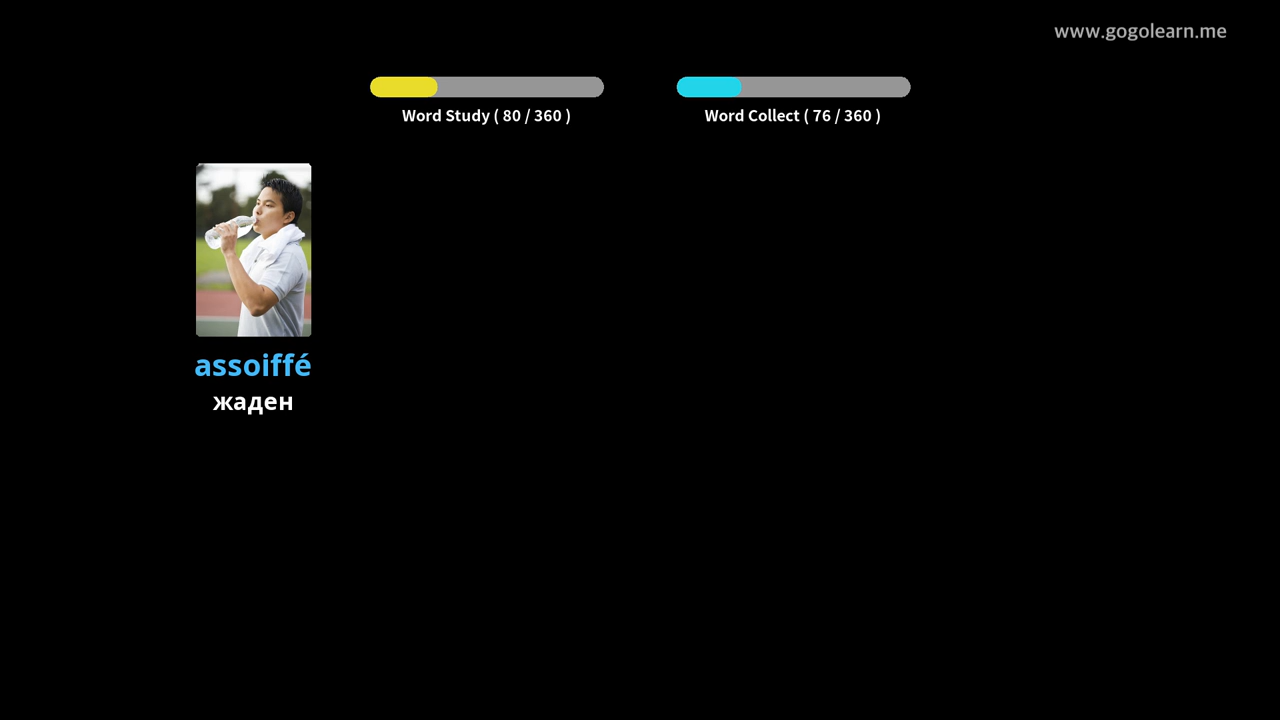 www.gogolearn.me
Word Study ( 80 / 360 )
Word Collect ( 76 / 360 )
assoiffé
жаден